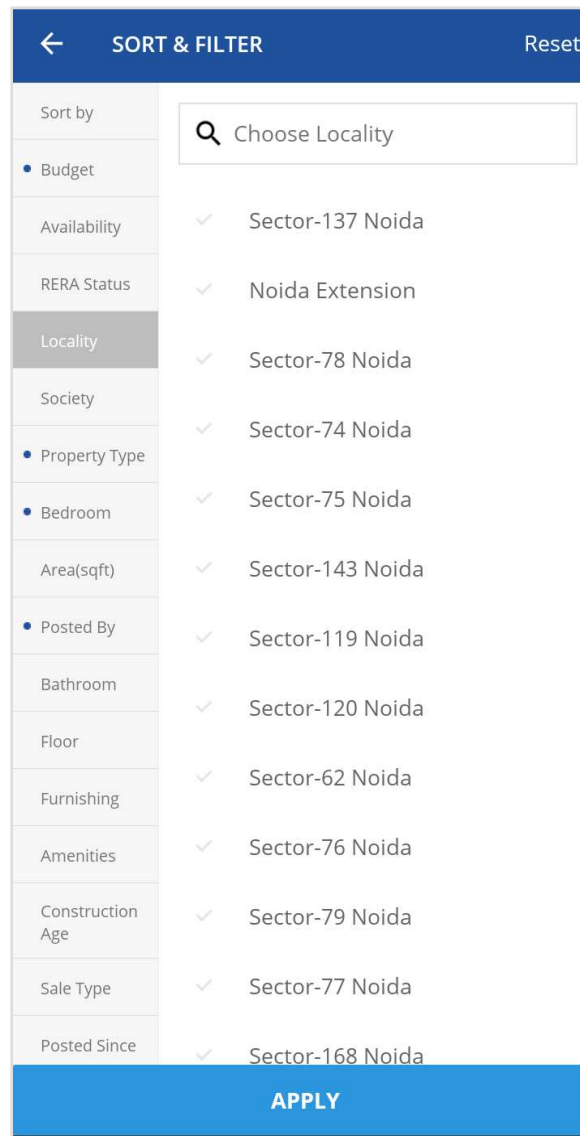 SORT & FILTER
Reset
Sort by
Budget
Availability
RERA Status
Locality
Society
Property Type
Bedroom
Area(sqft)
Posted By
Bathroom
Floor
Furnishing
Amenities
Construction
Age
Sale Type
Posted Since
Choose Locality
Sector-137 Noida
Noida Extension
Sector-78 Noida
Sector-74 Noida
Sector-75 Noida
Sector-143 Noida
Sector-119 Noida
Sector-120 Noida
Sector-62 Noida
Sector-76 Noida
Sector-79 Noida
Sector-77 Noida
Sector-168 Noida
APPLY